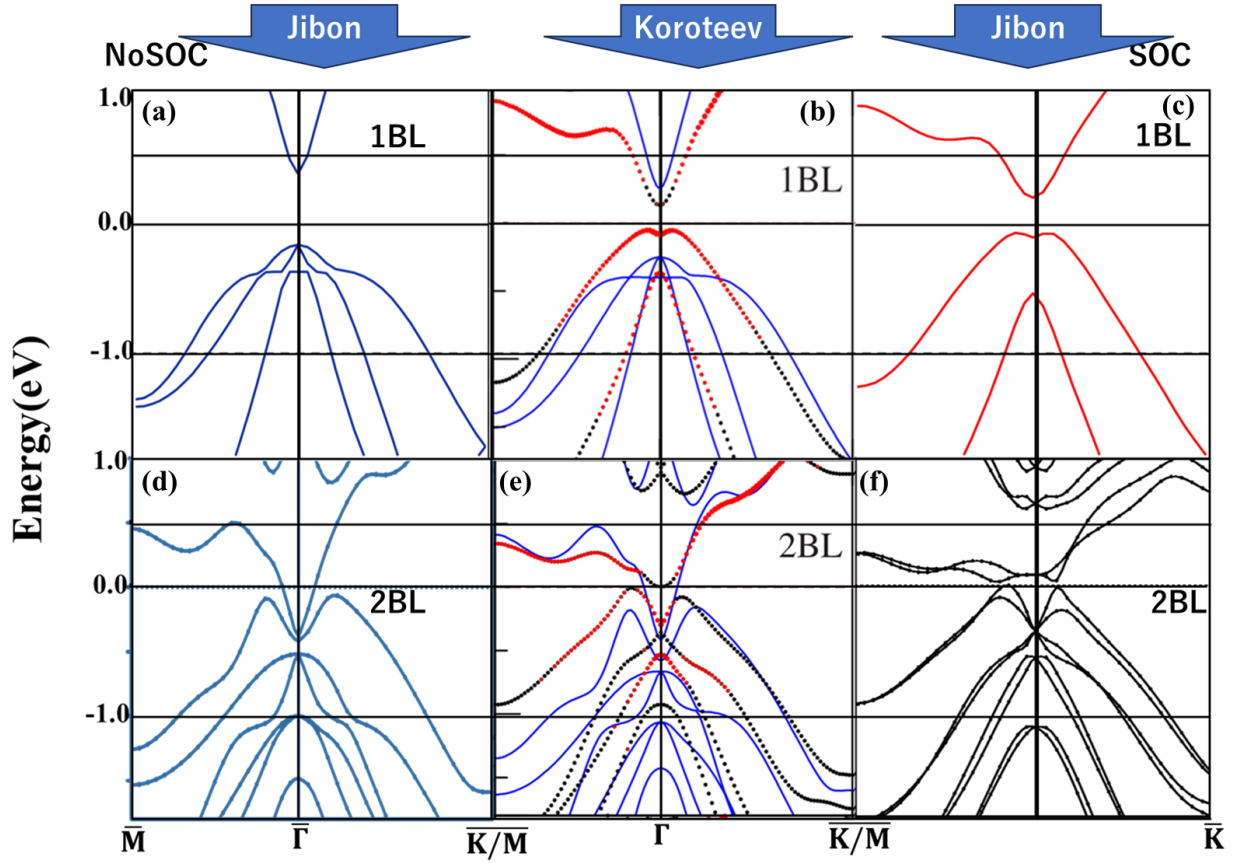 Jibon
Koroteev
Jibon
NoSOC
SOC
1.0
(a)
(b)
(c)
1BL
1BL
1BL
0.0
-1.0
Energy(eV)
1.0
(d)
(e)
(f)
2BL
0.0
2BL
2BL
-1.0
M̅
Γ̅
K̅/M̅
Γ
K̅/M̅
K̅